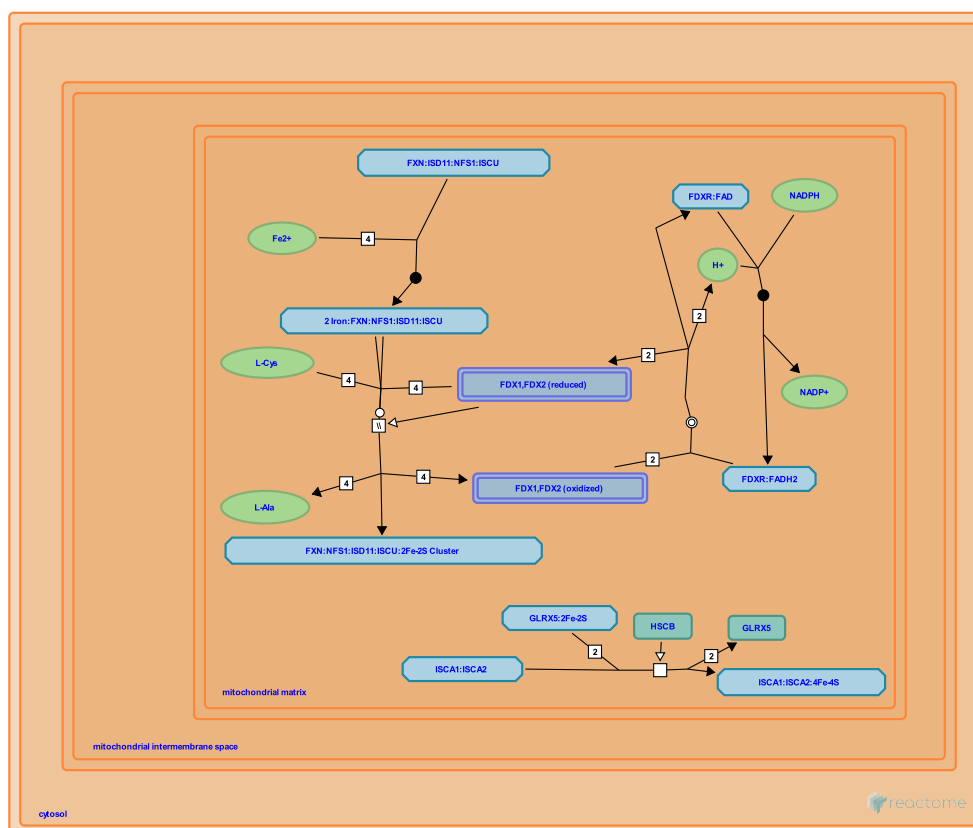 FXN:ISD11:NFS1:ISCU
FDXR:FAD
NADPH
Fe2+
4
H+
2 Iron:FXN:NFS1:ISD11:ISCU
2
L-Cys
2
4
4
FDX1,FDX2 (reduced)
NADP+
\\
2
4
4
FDXR:FADH2
FDX1,FDX2 (oxidized)
L-Ala
FXN:NFS1:ISD11:ISCU:2Fe-2S Cluster
GLRX5:2Fe-2S
HSCB
GLRX5
2
2
ISCA1:ISCA2
ISCA1:ISCA2:4Fe-4S
mitochondrial matrix
mitochondrial intermembrane space
reactome
cytosol